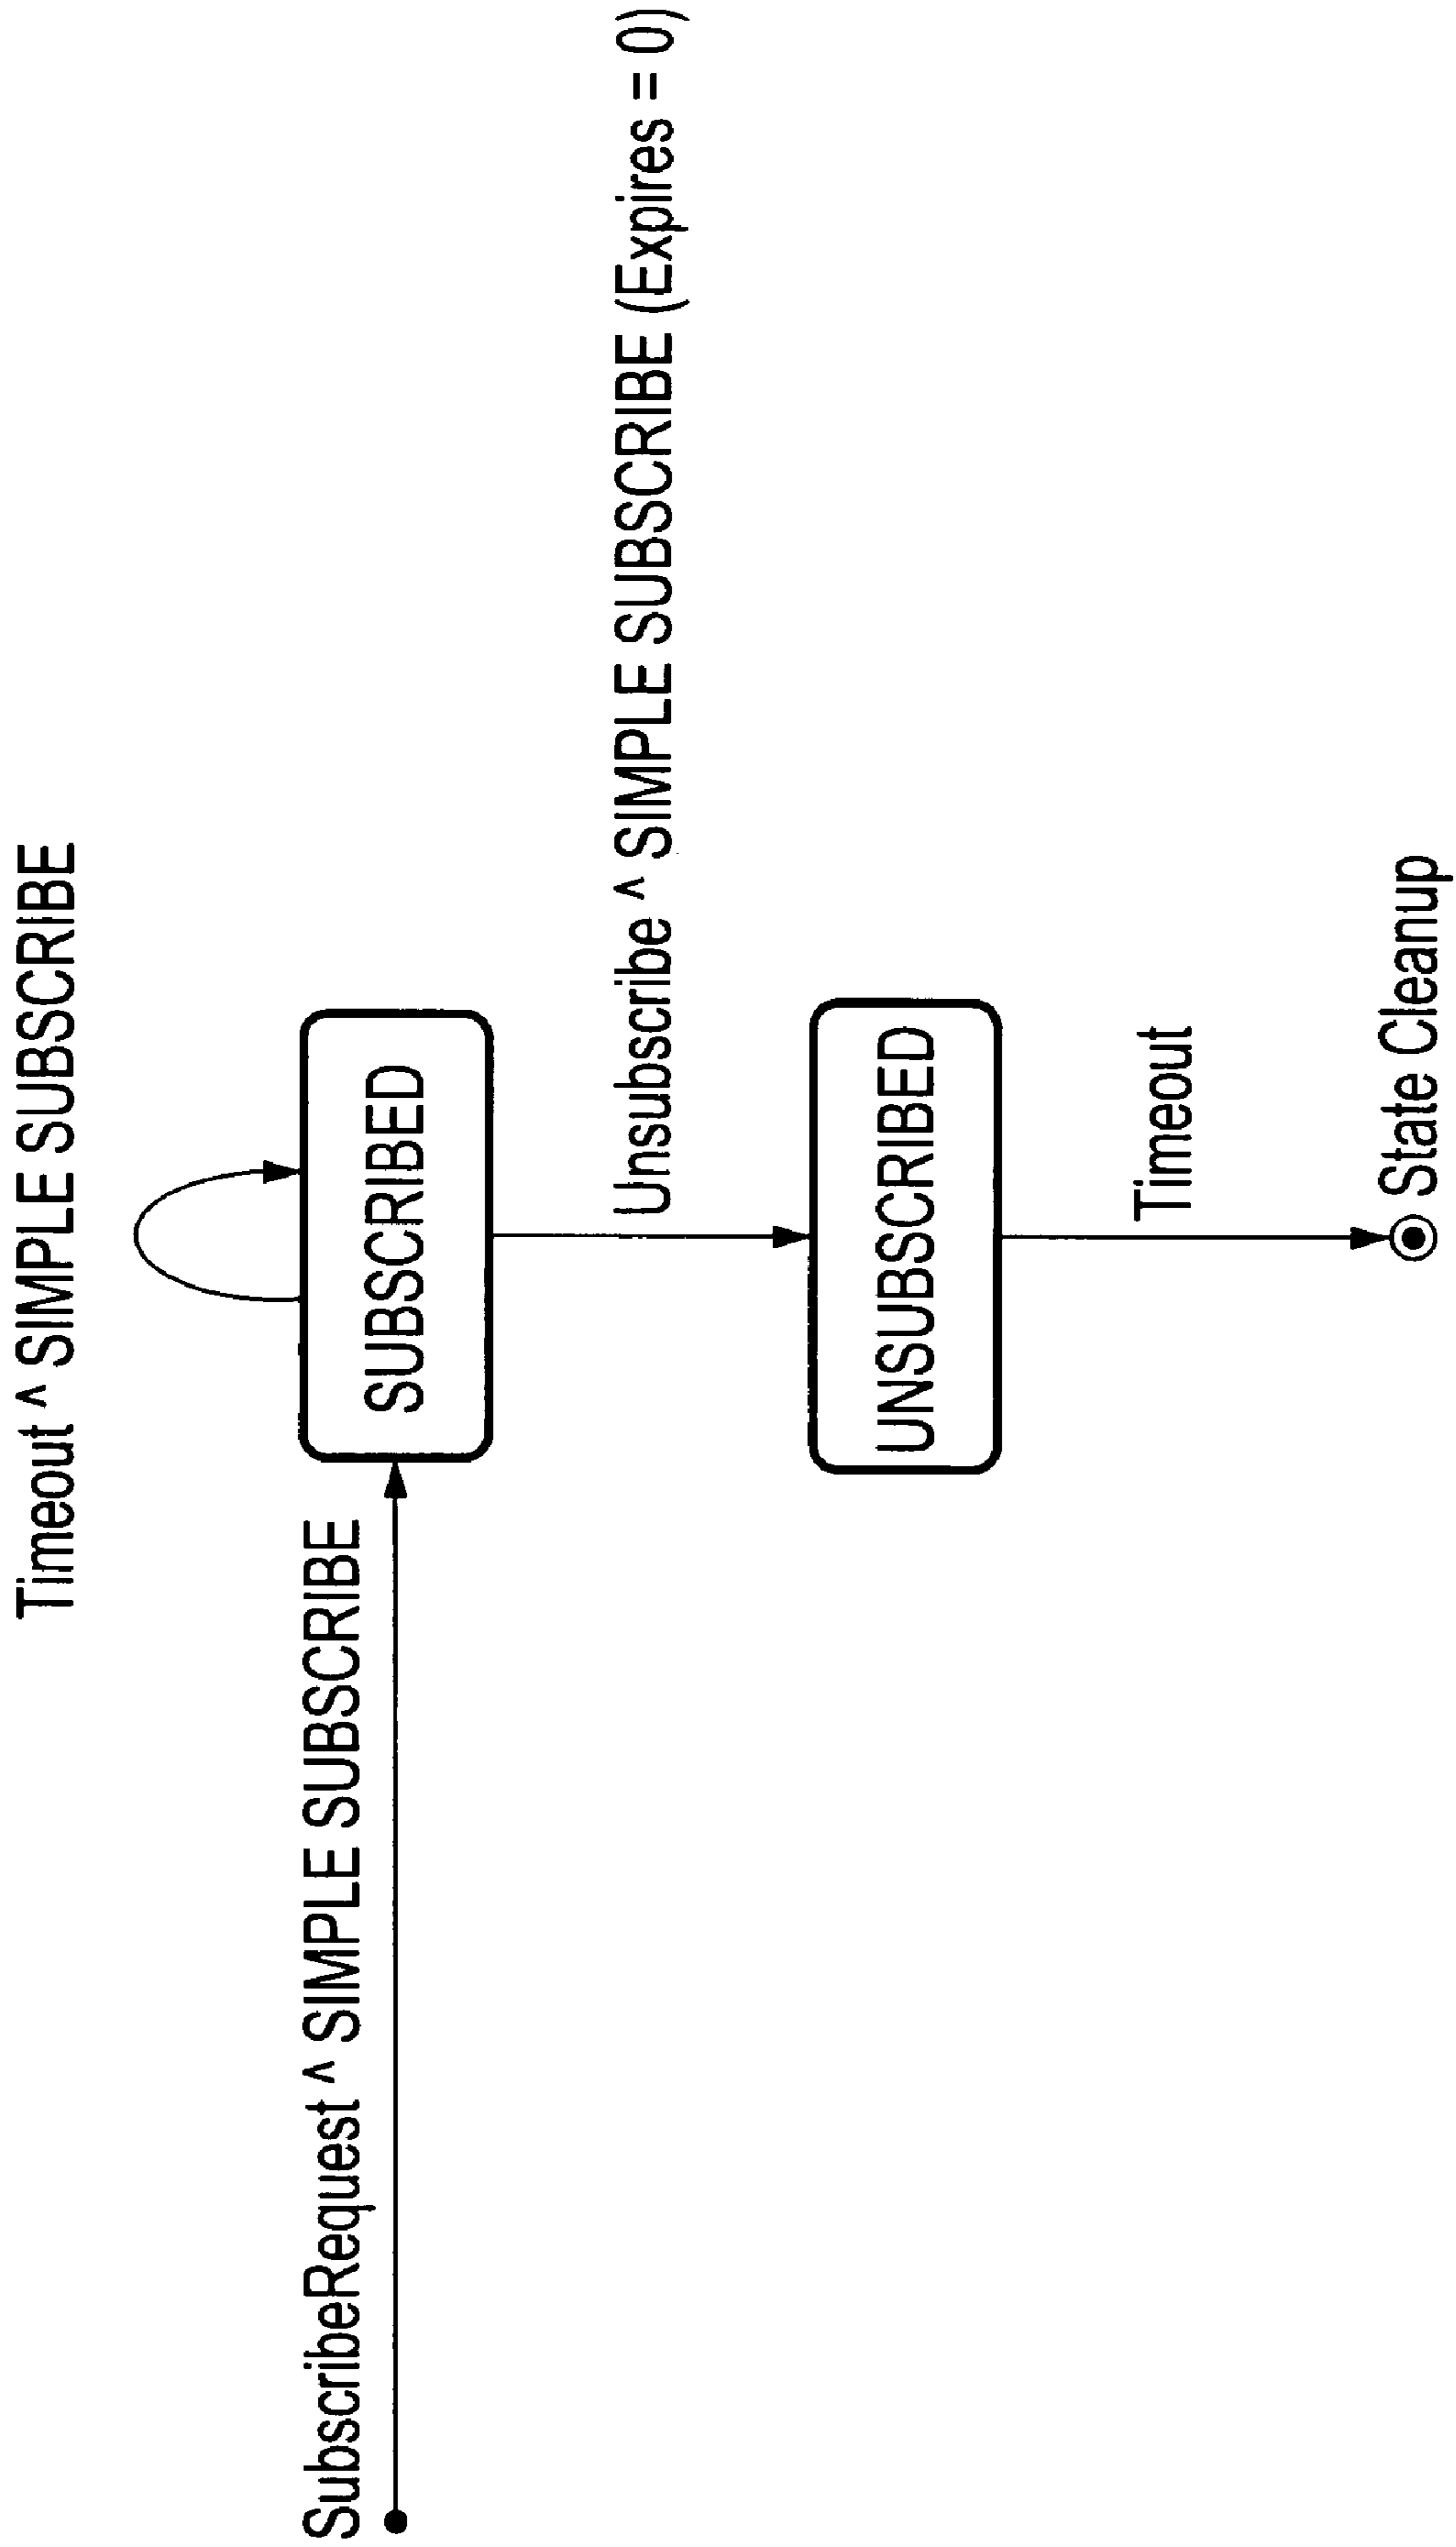 Timeout ^ SIMPLE SUBSCRIBE
SubscribeRequest ^ SIMPLE SUBSCRIBE
SUBSCRIBED
Unsubscribe ^ SIMPLE SUBSCRIBE (Expires = 0)
UNSUBSCRIBED
Timeout
State Cleanup